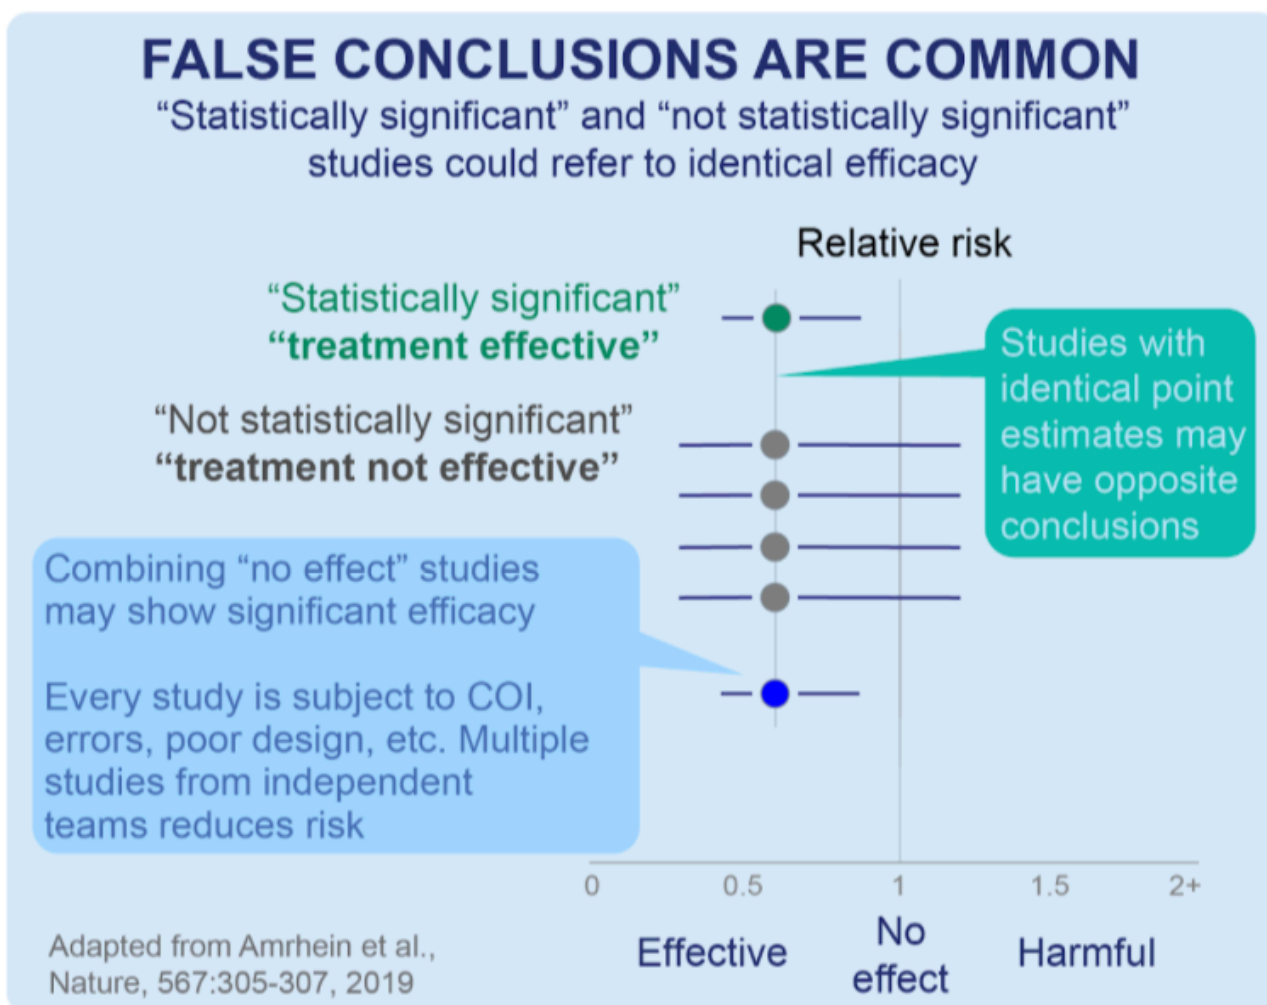 FALSE CONCLUSIONS ARE COMMON
“Statistically significant” and “not statistically significant”
studies could refer to identical efficacy
Relative risk
“Statistically significant”
“treatment effective”
Studies with
identical point
estimates may
have opposite
conclusions
“Not statistically significant”
“treatment not effective”
Combining “no effect” studies
may show significant efficacy
Every study is subject to COI,
errors, poor design, etc. Multiple
studies from independent
teams reduces risk
0 0.5 1 1.5 2+
Effective No effect Harmful
Adapted from Amrhein et al.,
Nature, 567:305-307, 2019